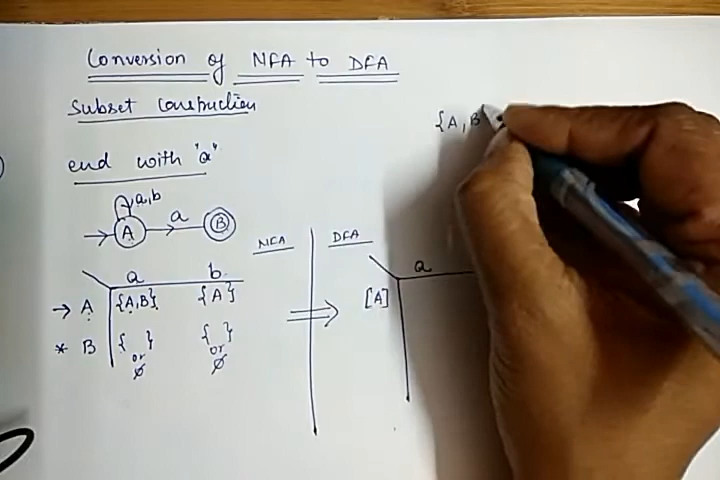 Conversion of NFA to DFA
Subset Construction
end with "a"
a,b
a
A B
NFA
a b
→ A {A,B} {A}
* B { } { }
or or
ø ø
DFA
{A,B
a
[A]